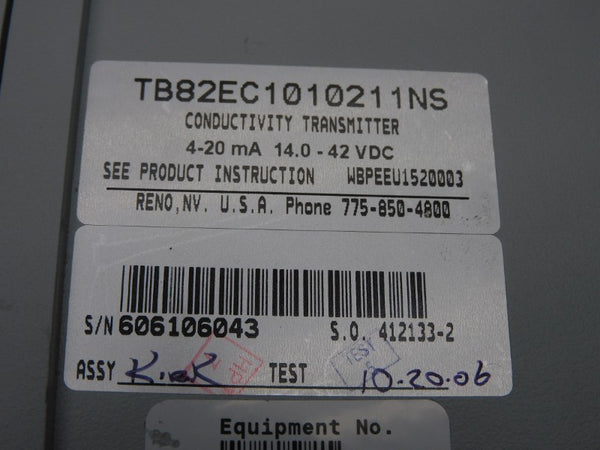 TB82EC1010211NS
CONDUCTIVITY TRANSMITTER
4-20 mA 14.0 - 42 VDC
SEE PRODUCT INSTRUCTION WBPEEU1520003
RENO,NV. U.S.A. Phone 775-850-4800
S/N 606106043 S.O. 412133-2
ASSY TEST 10-20-06
TEST
Equipment No.